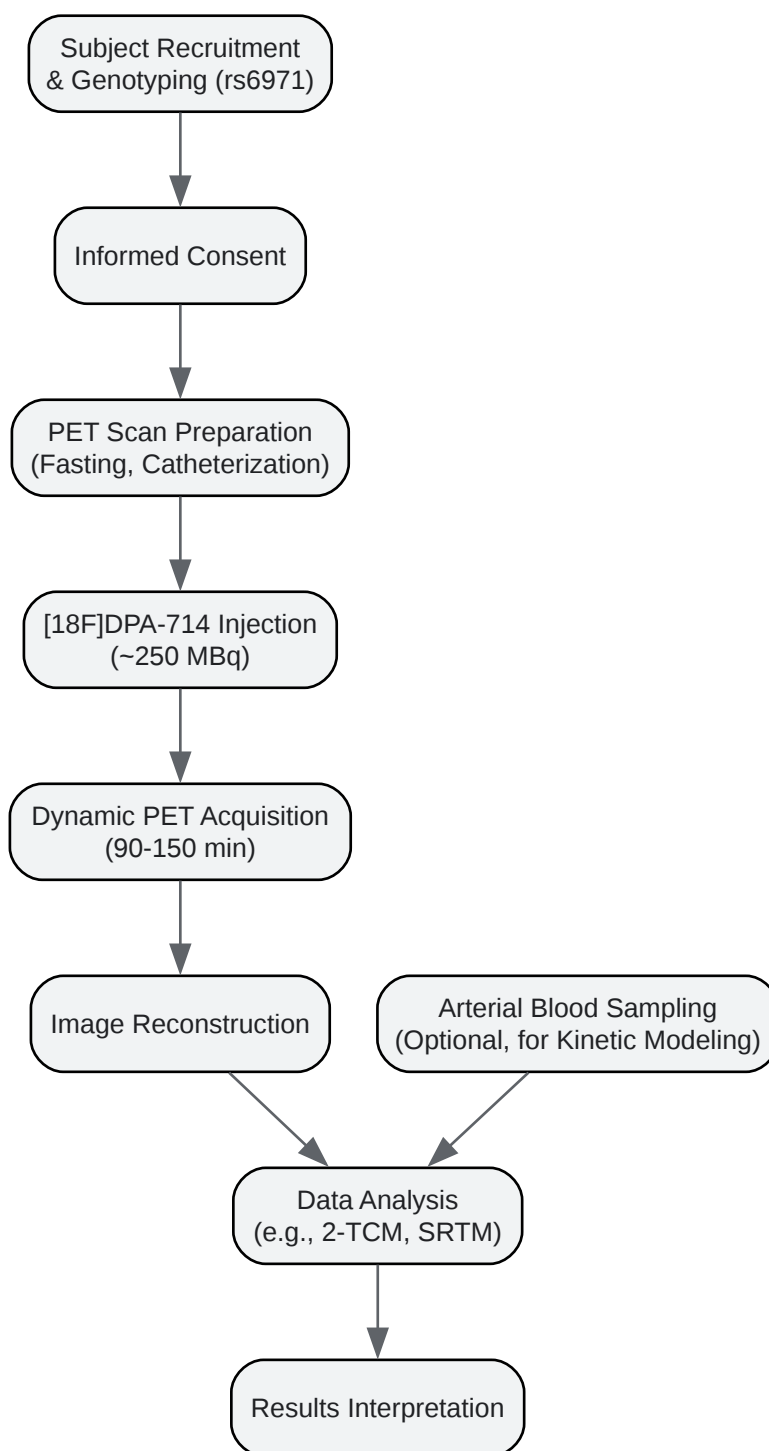 Subject Recruitment
& Genotyping (rs6971)
Informed Consent
PET Scan Preparation
(Fasting, Catheterization)
[18F]DPA-714 Injection
(~250 MBq)
Dynamic PET Acquisition
(90-150 min)
Image Reconstruction
Arterial Blood Sampling
(Optional, for Kinetic Modeling)
Data Analysis
(e.g., 2-TCM, SRTM)
Results Interpretation